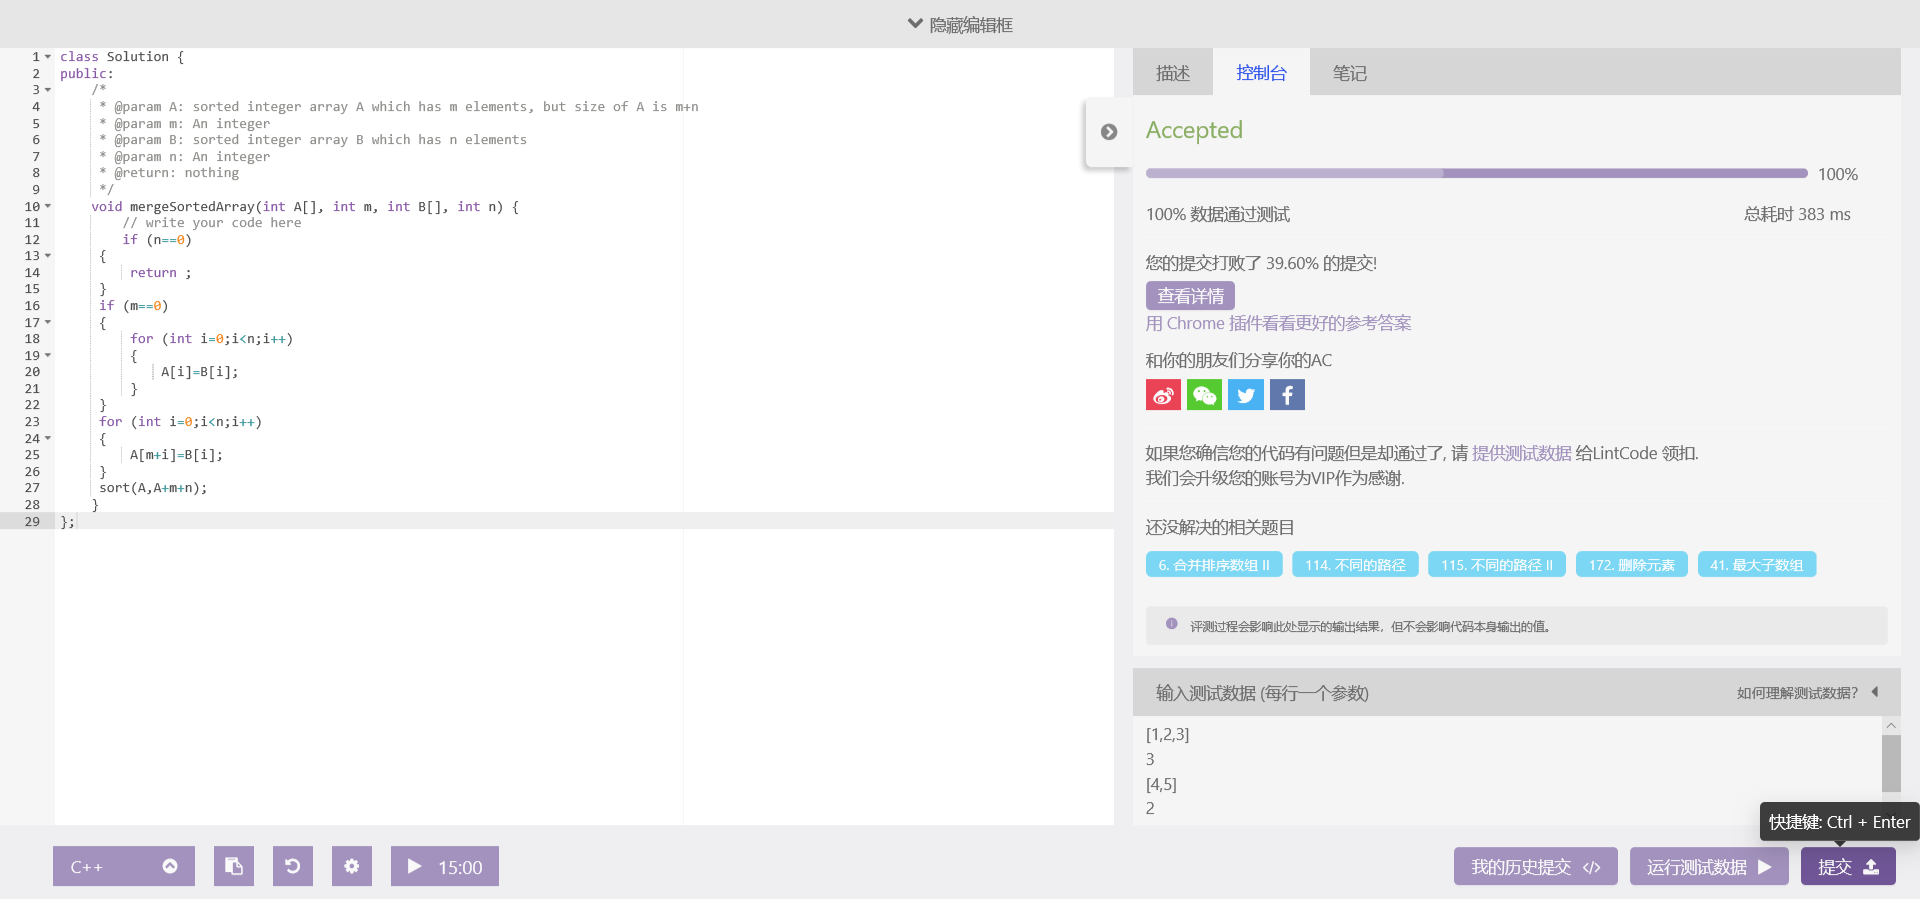 隐藏编辑框
1 class Solution {
2 public:
3 /*
4 * @param A: sorted integer array A which has m elements, but size of A is m+n
5 * @param m: An integer
6 * @param B: sorted integer array B which has n elements
7 * @param n: An integer
8 * @return: nothing
9 */
10 void mergeSortedArray(int A[], int m, int B[], int n) {
11 // write your code here
12 if (n==0)
13 {
14 return ;
15 }
16 if (m==0)
17 {
18 for (int i=0;i<n;i++)
19 {
20 A[i]=B[i];
21 }
22 }
23 for (int i=0;i<n;i++)
24 {
25 A[m+i]=B[i];
26 }
27 sort(A,A+m+n);
28 }
29 };
描述 控制台 笔记
Accepted
100%
100% 数据通过测试 总耗时 383 ms
您的提交打败了 39.60% 的提交!
查看详情
用 Chrome 插件看看更好的参考答案
和你的朋友们分享你的AC
如果您确信您的代码有问题但是却通过了, 请 提供测试数据 给LintCode 领扣.
我们会升级您的账号为VIP作为感谢.
还没解决的相关题目
6. 合并排序数组 II 114. 不同的路径 115. 不同的路径 II 172. 删除元素 41. 最大子数组
评测过程会影响此处显示的输出结果，但不会影响代码本身输出的值。
输入测试数据 (每行一个参数) 如何理解测试数据?
[1,2,3]
3
[4,5]
2
快捷键: Ctrl + Enter
C++ 15:00 我的历史提交 运行测试数据 提交